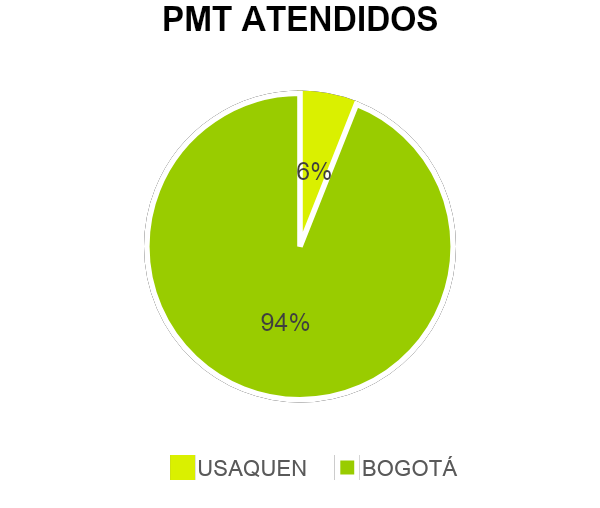 PMT ATENDIDOS
6%
94%
USAQUEN BOGOTÁ